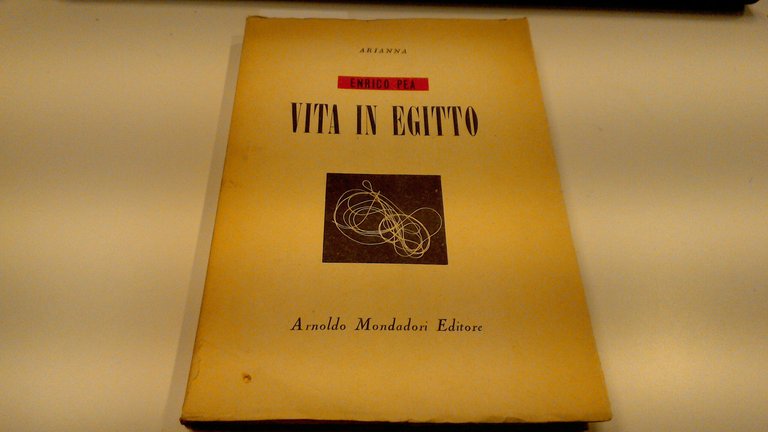 ARIANNA
ENRICO PEA
VITA IN EGITTO
Arnoldo Mondadori Editore